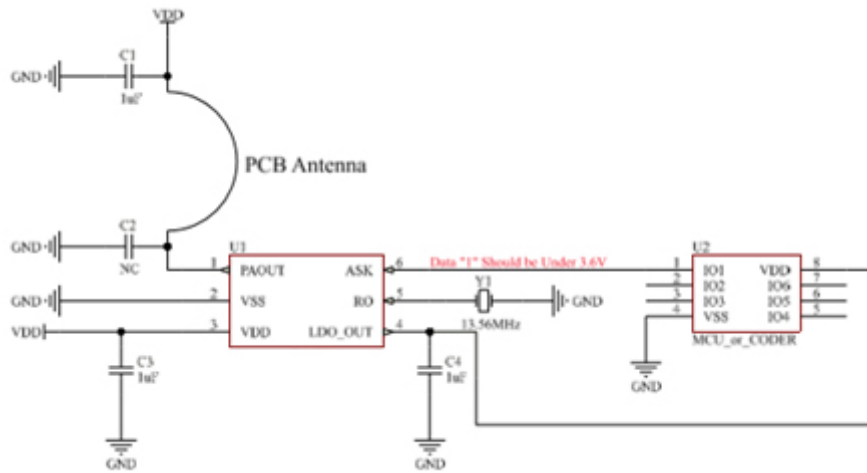 VDD
C1
GND
1uF
PCB Antenna
C2
GND
NC
U1
1 PAOUT ASK 6
Data "1" Should be Under 3.6V
U2
1 IO1 VDD 8
2 IO2 IO6 7
3 IO3 IO5 6
4 VSS IO4 5
MCU_or_CODER
GND
GND
2 VSS RO 5
Y1
GND
13.56MHz
VDD
3 VDD LDO_OUT 4
C3
1uF
GND
C4
1uF
GND